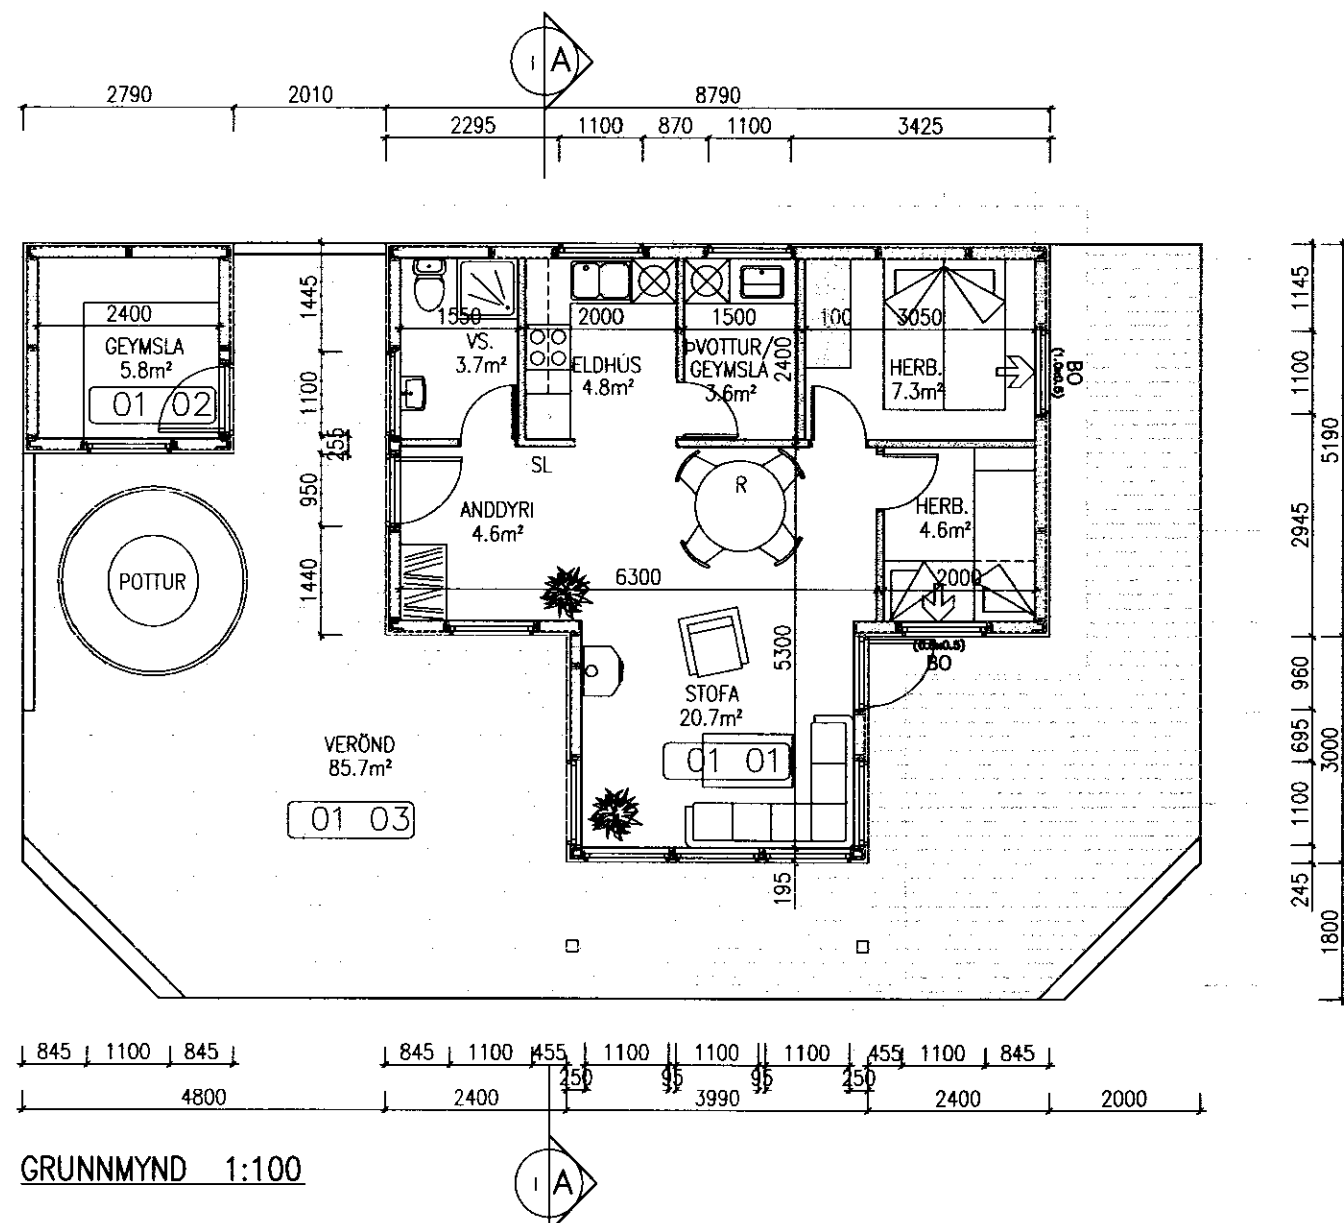 I A
2790 2010 8790
2295 1100 870 1100 3425
1445
1100
255
950
1440
2400
GEYMSLA
5.8m²
01 02
1550
VS.
3.7m²
2000
ELDHÚS
4.8m²
1500
ÞVOTTUR/
GEYMSLA
3.6m²
2400
100
3050
HERB.
7.3m²
BO
(1.0x0.6)
1145
1100
2945
5190
SL
R
ANDDYRI
4.6m²
HERB.
4.6m²
POTTUR
6300
2000
BO
5300
STOFA
20.7m²
01 01
VERÖND
85.7m²
01 03
195
960
695
1100
245
3000
1800
845 1100 845 845 1100 455 1100 1100 1100 455 1100 845
250 95 95 250
4800 2400 3990 2400 2000
GRUNNMYND 1:100
I A